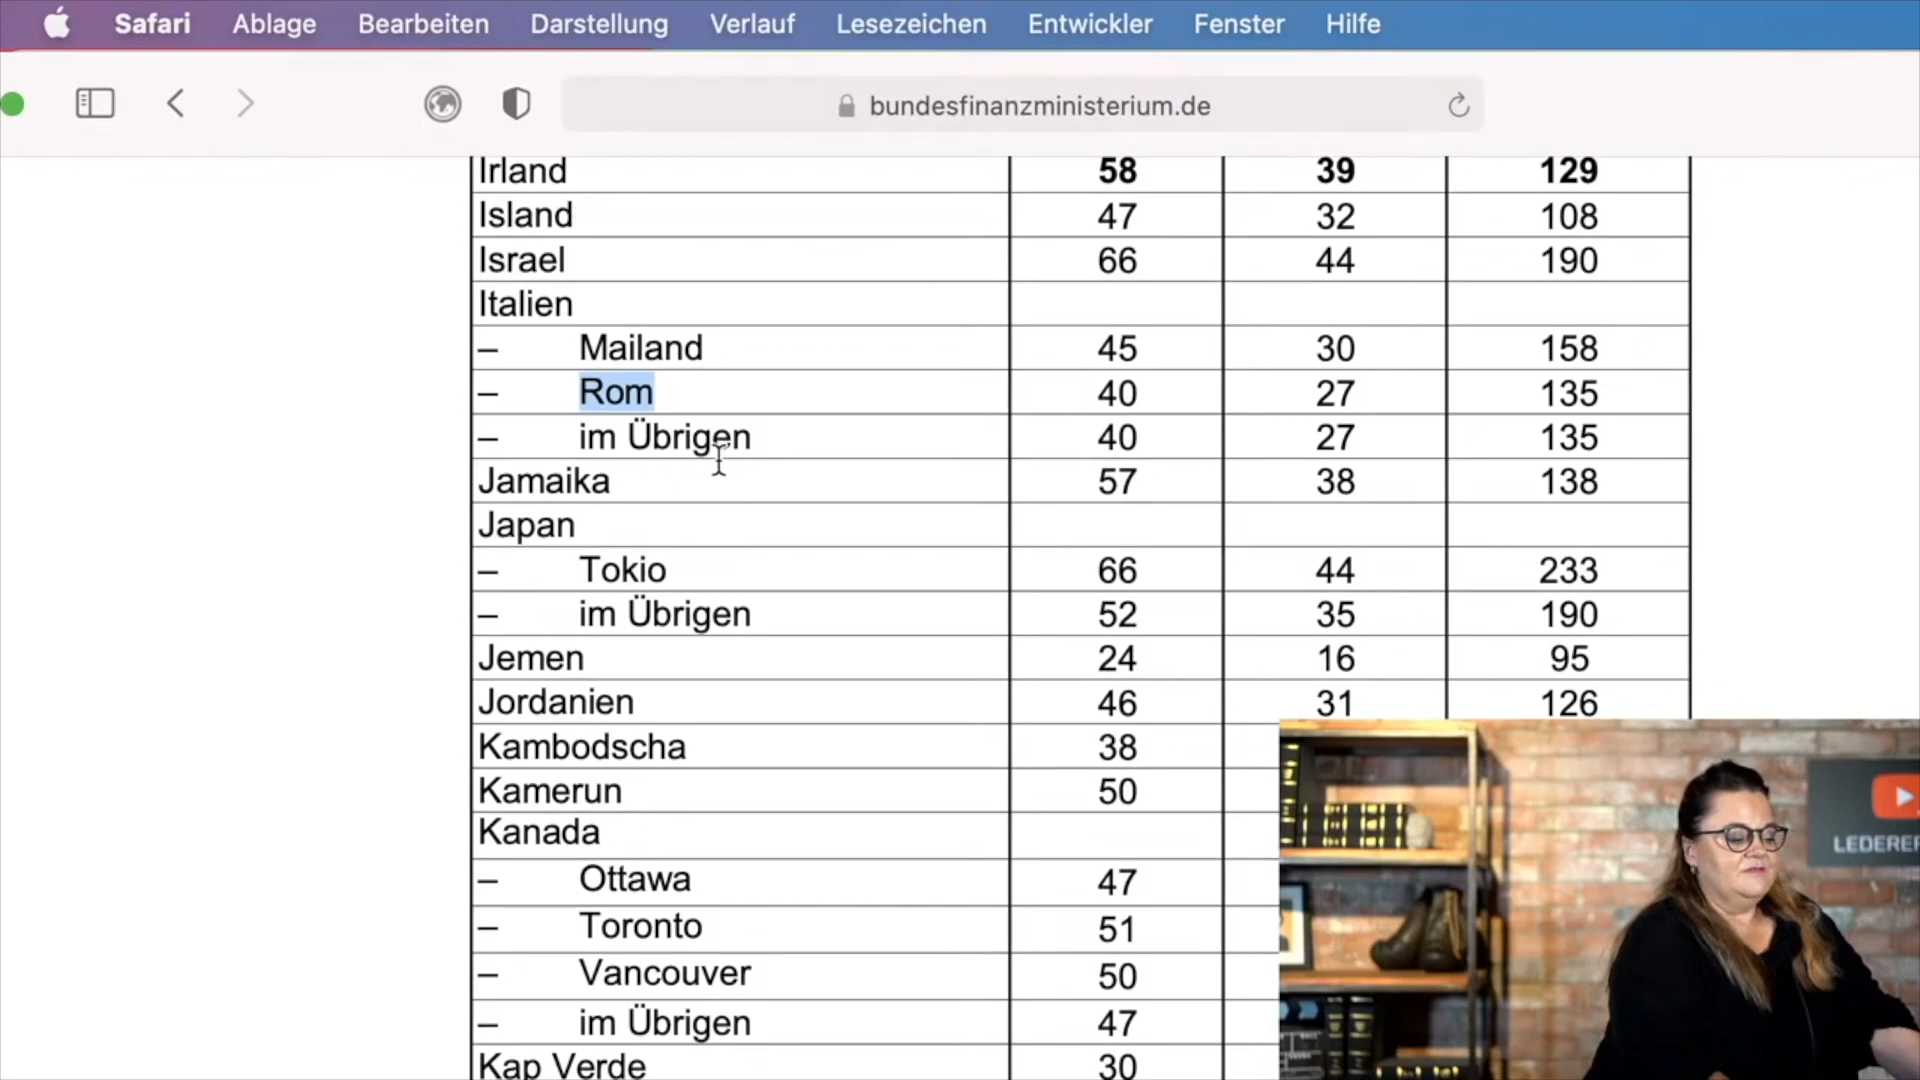 Safari Ablage Bearbeiten Darstellung Verlauf Lesezeichen Entwickler Fenster Hilfe
bundesfinanzministerium.de
Irland 58 39 129
Island 47 32 108
Israel 66 44 190
Italien
– Mailand 45 30 158
– Rom 40 27 135
– im Übrigen 40 27 135
Jamaika 57 38 138
Japan
– Tokio 66 44 233
– im Übrigen 52 35 190
Jemen 24 16 95
Jordanien 46 31 126
Kambodscha 38
Kamerun 50
Kanada
– Ottawa 47
– Toronto 51
– Vancouver 50
– im Übrigen 47
Kap Verde 30